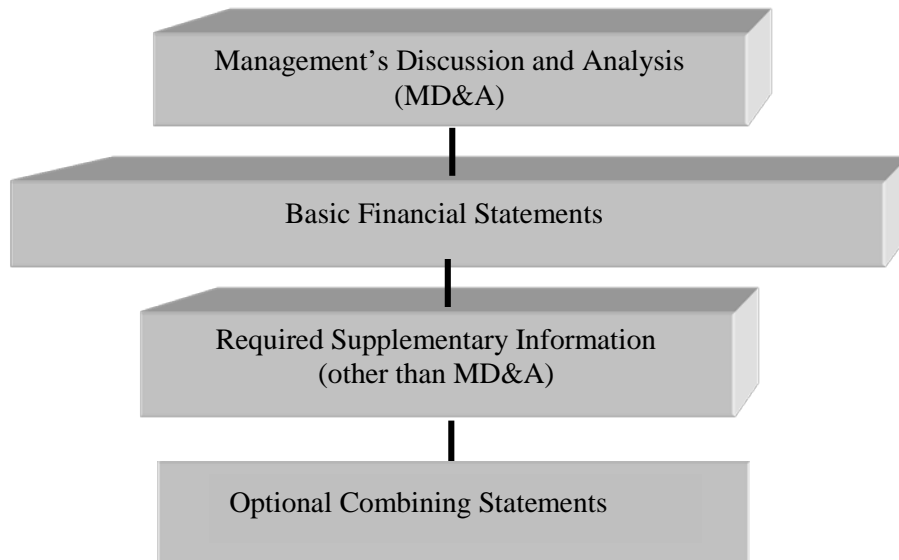 Management’s Discussion and Analysis
(MD&A)
Basic Financial Statements
Required Supplementary Information
(other than MD&A)
Optional Combining Statements